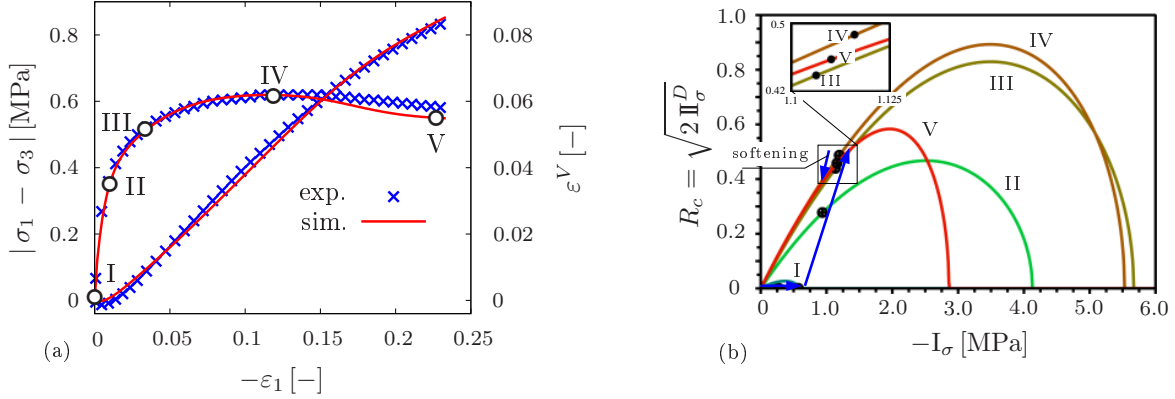 0.8
0.6
0.4
0.2
0
| σ₁ − σ₃ | [MPa]
0 0.05 0.10 0.15 0.20 0.25
−ε₁ [−]
0.08
0.06
0.04
0.02
0
ε^V [−]
I
II
III
IV
V
exp.
sim.
(a)
1.0
0.8
0.6
0.4
0.2
0.0
R_c = √(2 II_σ^D)
0.0 1.0 2.0 3.0 4.0 5.0 6.0
−I_σ [MPa]
0.5
0.42
1.1
1.125
IV
V
III
softening
IV
III
V
II
I
(b)